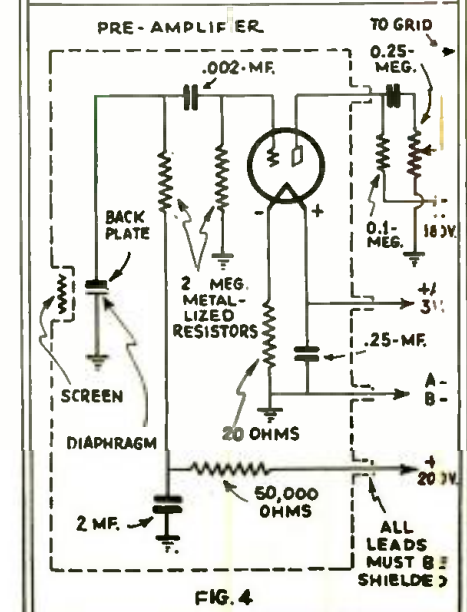 PRE-AMPLIFIER
TO GRID
0.25-
MEG.
.002-MF.
-
+
BACK
PLATE
2 MEG.
METAL-
LIZED
RESISTORS
0.1-
MEG.
180V.
.25-MF.
SCREEN
A-
B-
DIAPHRAGM
20 OHMS
+
50,000
OHMS
2 MF.
ALL
LEADS
MUST BE
SHIELDED
FIG. 4